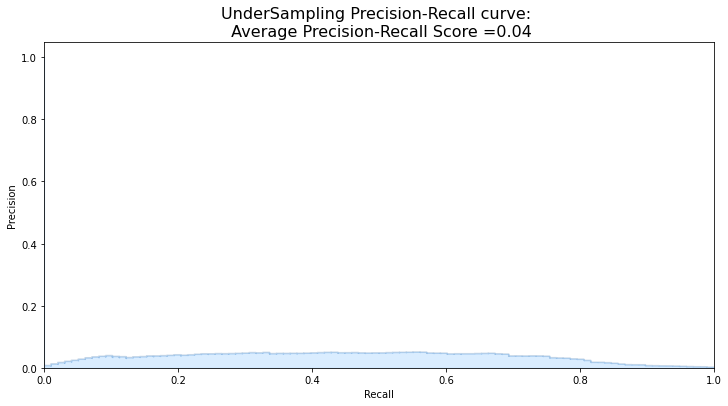 UnderSampling Precision-Recall curve:
Average Precision-Recall Score =0.04
1.0
0.8
0.6
0.4
0.2
0.0
Precision
0.0 0.2 0.4 0.6 0.8 1.0
Recall